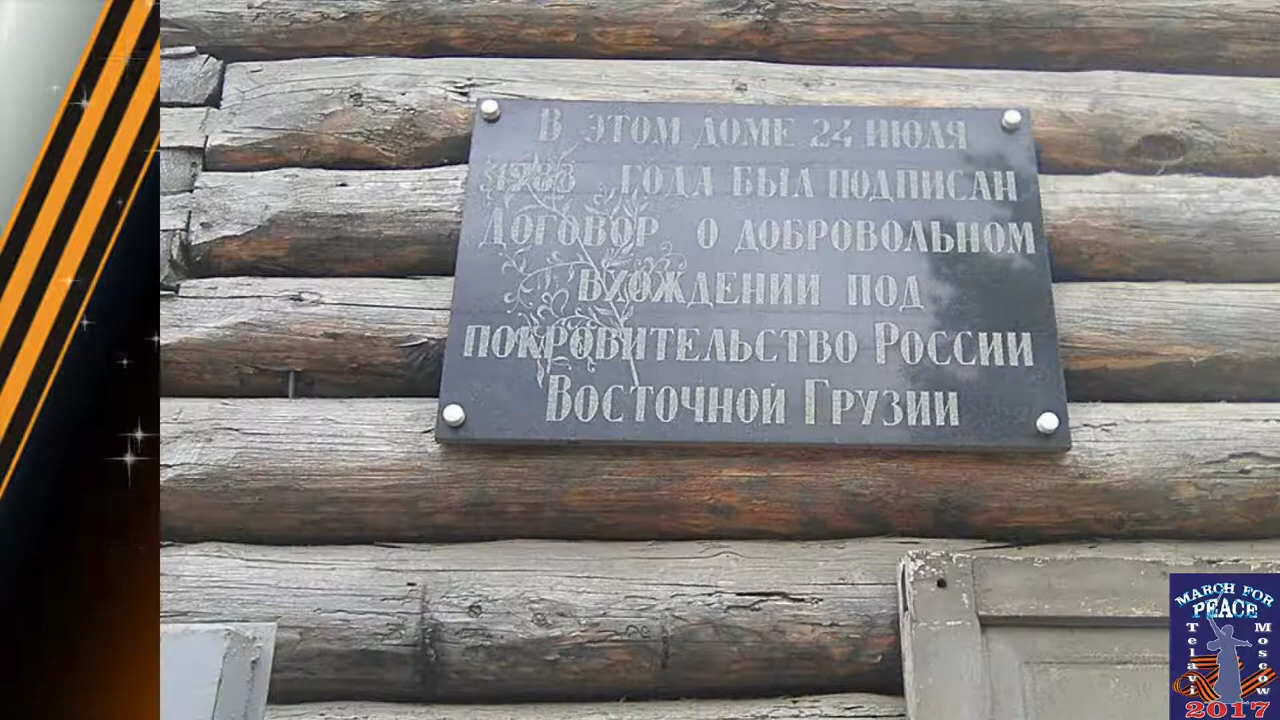 В ЭТОМ ДОМЕ 24 ИЮЛЯ
1783 ГОДА БЫЛ ПОДПИСАН
ДОГОВОР О ДОБРОВОЛЬНОМ
ВХОЖДЕНИИ ПОД
ПОКРОВИТЕЛЬСТВО РОССИИ
ВОСТОЧНОЙ ГРУЗИИ
MARCH FOR
PEACE
Telavi
Moscow
2017